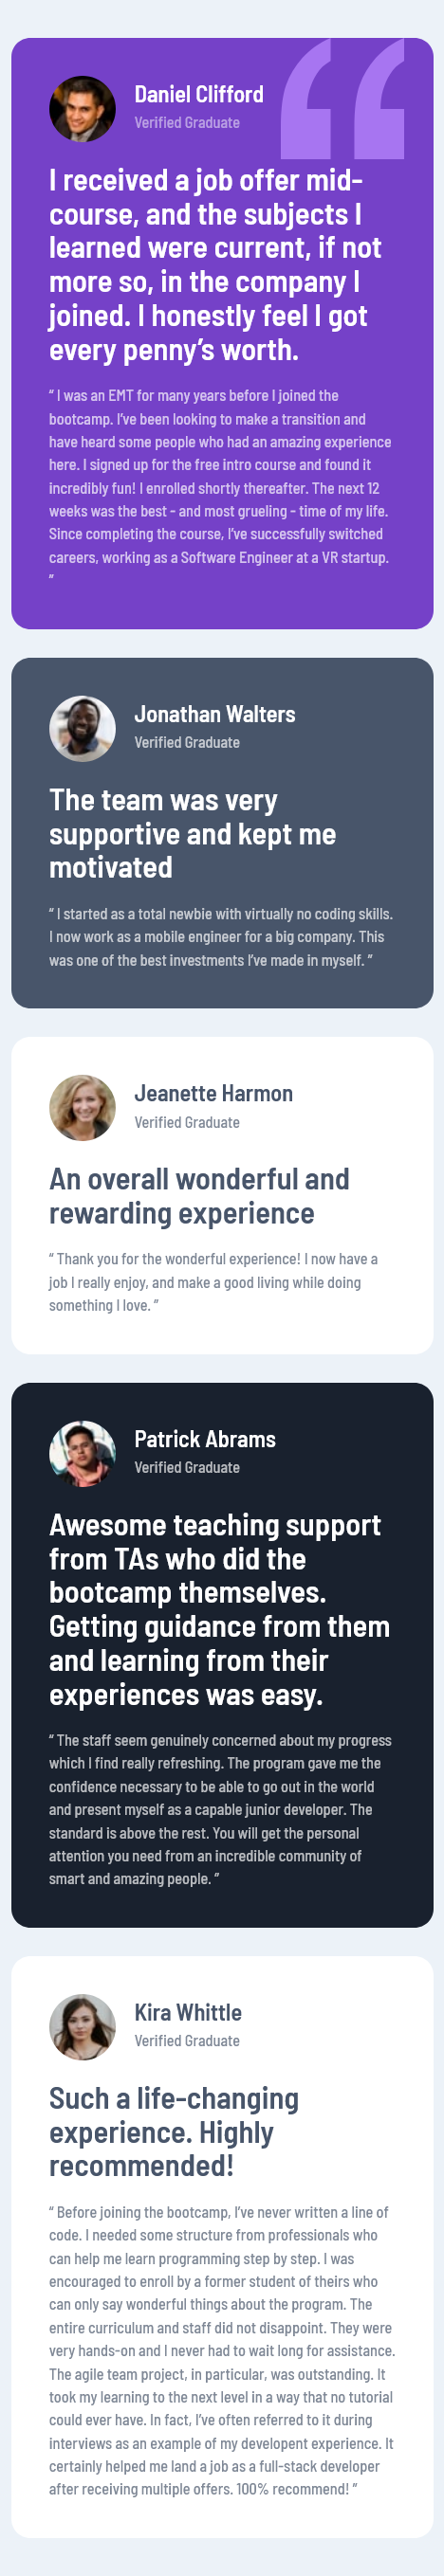 Daniel Clifford
Verified Graduate
I received a job offer mid-
course, and the subjects I
learned were current, if not
more so, in the company I
joined. I honestly feel I got
every penny’s worth.
“ I was an EMT for many years before I joined the
bootcamp. I’ve been looking to make a transition and
have heard some people who had an amazing experience
here. I signed up for the free intro course and found it
incredibly fun! I enrolled shortly thereafter. The next 12
weeks was the best - and most grueling - time of my life.
Since completing the course, I’ve successfully switched
careers, working as a Software Engineer at a VR startup.
”
Jonathan Walters
Verified Graduate
The team was very
supportive and kept me
motivated
“ I started as a total newbie with virtually no coding skills.
I now work as a mobile engineer for a big company. This
was one of the best investments I’ve made in myself. ”
Jeanette Harmon
Verified Graduate
An overall wonderful and
rewarding experience
“ Thank you for the wonderful experience! I now have a
job I really enjoy, and make a good living while doing
something I love. ”
Patrick Abrams
Verified Graduate
Awesome teaching support
from TAs who did the
bootcamp themselves.
Getting guidance from them
and learning from their
experiences was easy.
“ The staff seem genuinely concerned about my progress
which I find really refreshing. The program gave me the
confidence necessary to be able to go out in the world
and present myself as a capable junior developer. The
standard is above the rest. You will get the personal
attention you need from an incredible community of
smart and amazing people. ”
Kira Whittle
Verified Graduate
Such a life-changing
experience. Highly
recommended!
“ Before joining the bootcamp, I’ve never written a line of
code. I needed some structure from professionals who
can help me learn programming step by step. I was
encouraged to enroll by a former student of theirs who
can only say wonderful things about the program. The
entire curriculum and staff did not disappoint. They were
very hands-on and I never had to wait long for assistance.
The agile team project, in particular, was outstanding. It
took my learning to the next level in a way that no tutorial
could ever have. In fact, I’ve often referred to it during
interviews as an example of my developent experience. It
certainly helped me land a job as a full-stack developer
after receiving multiple offers. 100% recommend! ”